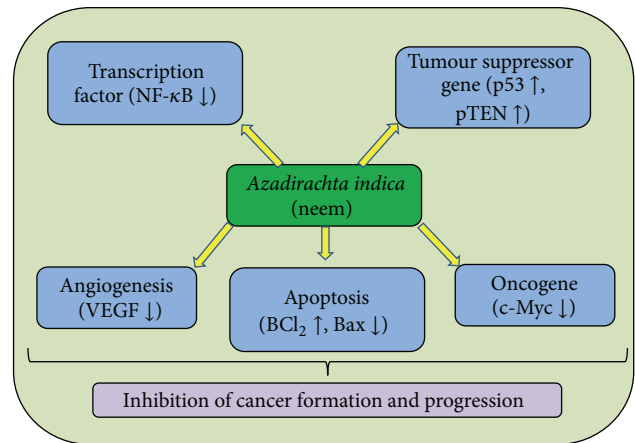 Transcription
factor (NF-κB ↓)
Tumour suppressor
gene (p53 ↑,
pTEN ↑)
Azadirachta indica
(neem)
Angiogenesis
(VEGF ↓)
Apoptosis
(BCl₂ ↑, Bax ↓)
Oncogene
(c-Myc ↓)
Inhibition of cancer formation and progression